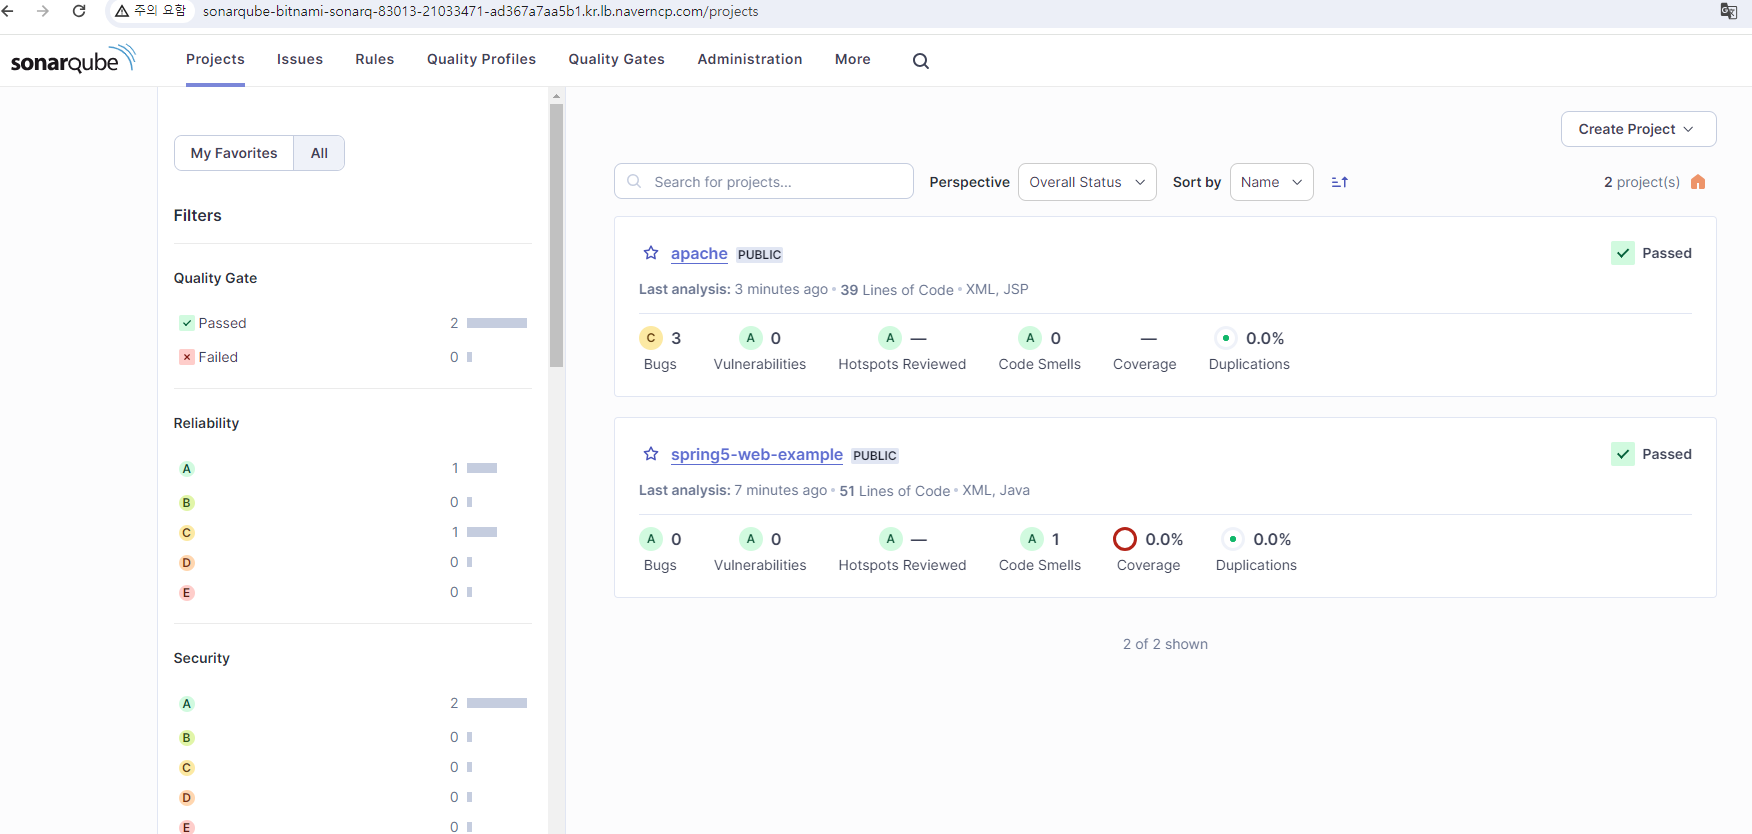 주의 요함 sonarqube-bitnami-sonarq-83013-21033471-ad367a7aa5b1.kr.lb.naverncp.com/projects
sonarqube Projects Issues Rules Quality Profiles Quality Gates Administration More
My Favorites All
Filters
Quality Gate
Passed 2
Failed 0
Reliability
A 1
B 0
C 1
D 0
E 0
Security
A 2
B 0
C 0
D 0
E 0
Create Project
Search for projects... Perspective Overall Status Sort by Name 2 project(s)
apache PUBLIC Passed
Last analysis: 3 minutes ago • 39 Lines of Code • XML, JSP
C 3 A 0 A — A 0 — 0.0%
Bugs Vulnerabilities Hotspots Reviewed Code Smells Coverage Duplications
spring5-web-example PUBLIC Passed
Last analysis: 7 minutes ago • 51 Lines of Code • XML, Java
A 0 A 0 A — A 1 0.0% 0.0%
Bugs Vulnerabilities Hotspots Reviewed Code Smells Coverage Duplications
2 of 2 shown